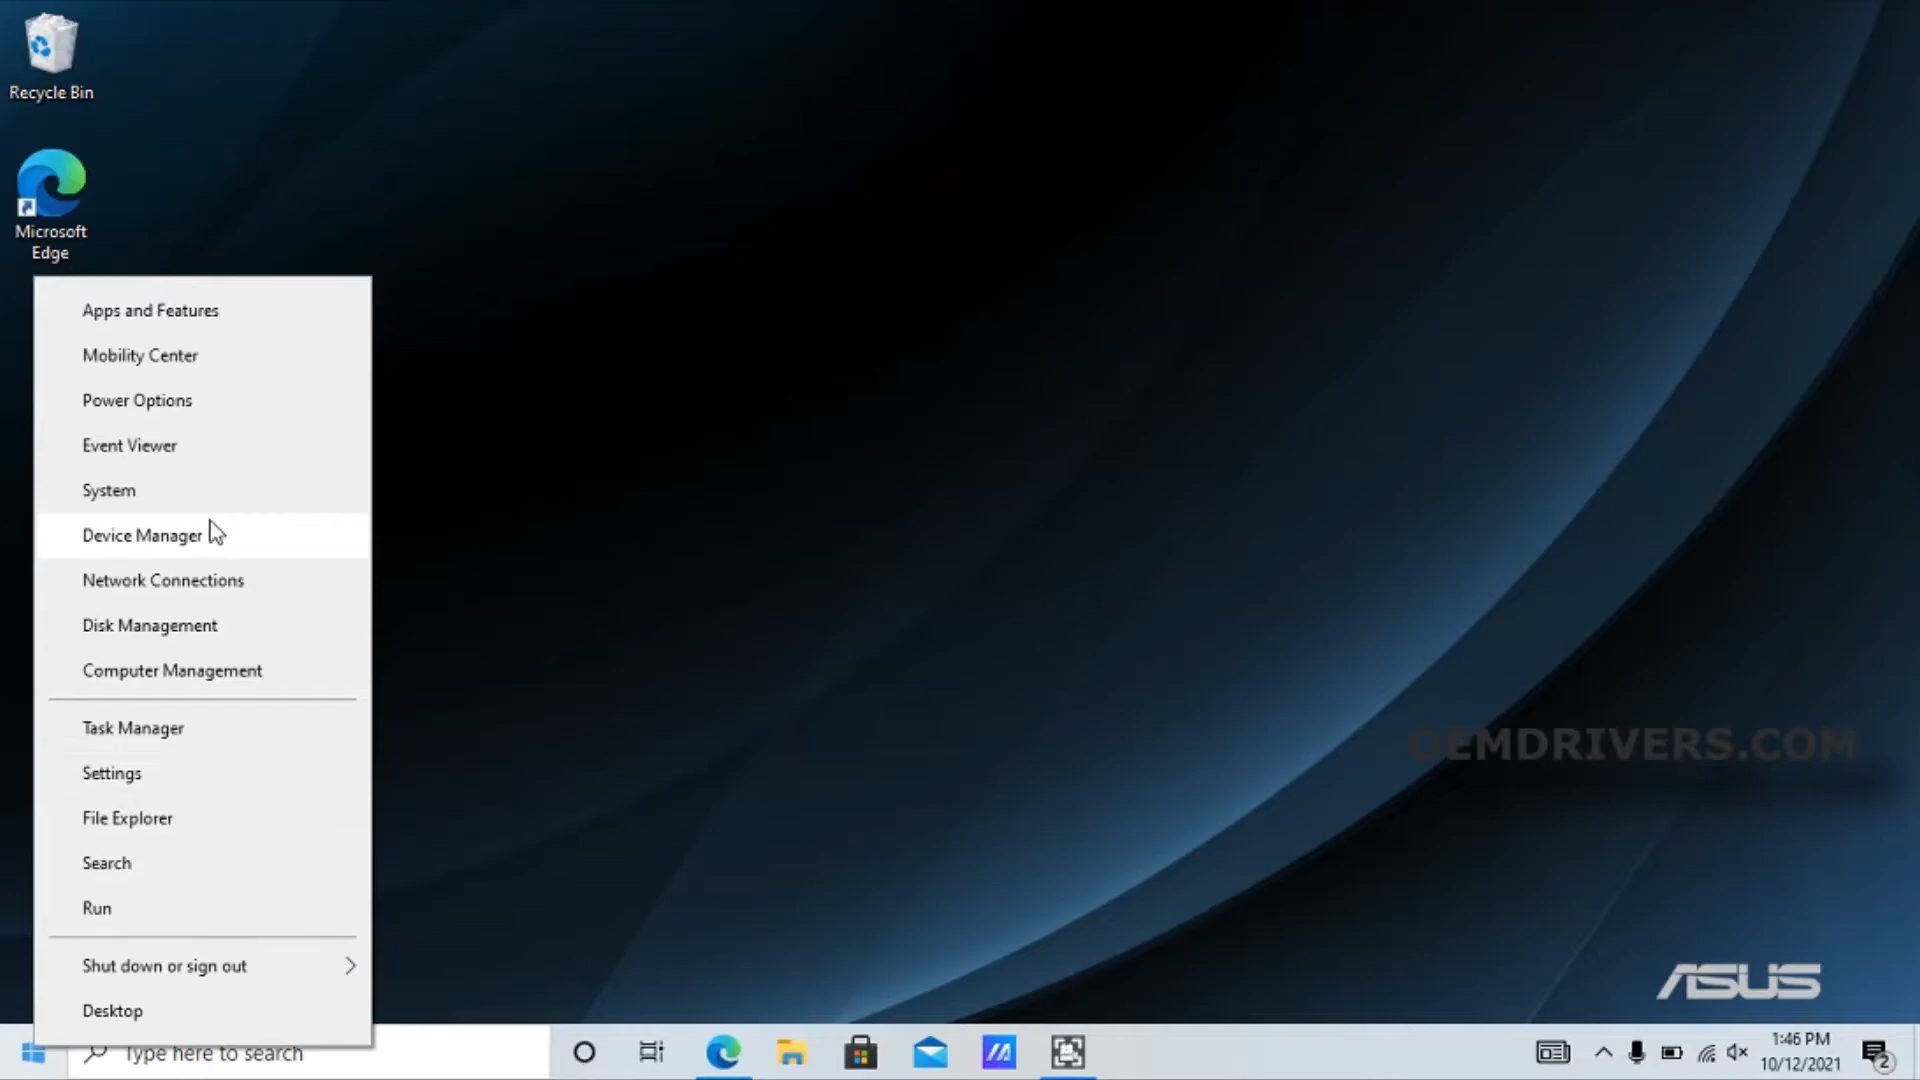 Recycle Bin
Microsoft
Edge
Apps and Features
Mobility Center
Power Options
Event Viewer
System
Device Manager
Network Connections
Disk Management
Computer Management
Task Manager
Settings
File Explorer
Search
Run
Shut down or sign out
Desktop
OEMDRIVERS.COM
ASUS
Type here to search
1:46 PM
10/12/2021
2